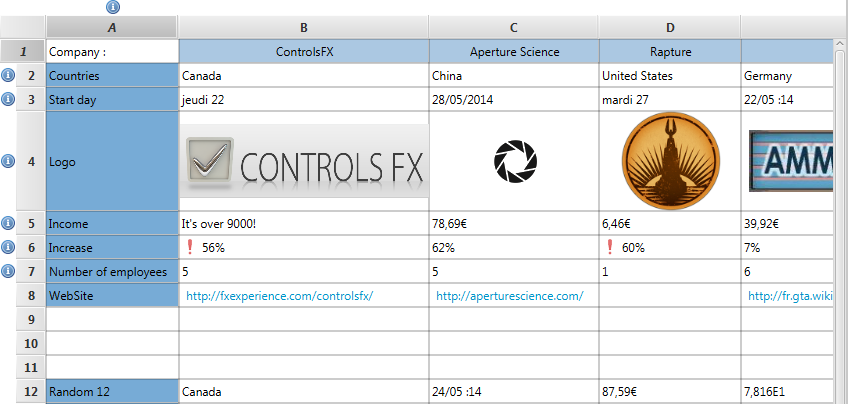 A B C D
1 Company : ControlsFX Aperture Science Rapture
2 Countries Canada China United States Germany
3 Start day jeudi 22 28/05/2014 mardi 27 22/05 :14
4 Logo CONTROLS FX AMM
5 Income It's over 9000! 78,69€ 6,46€ 39,92€
6 Increase 56% 62% 60% 7%
7 Number of employees 5 5 1 6
8 WebSite http://fxexperience.com/controlsfx/ http://aperturescience.com/ http://fr.gta.wiki
9
10
11
12 Random 12 Canada 24/05 :14 87,59€ 7,816E1